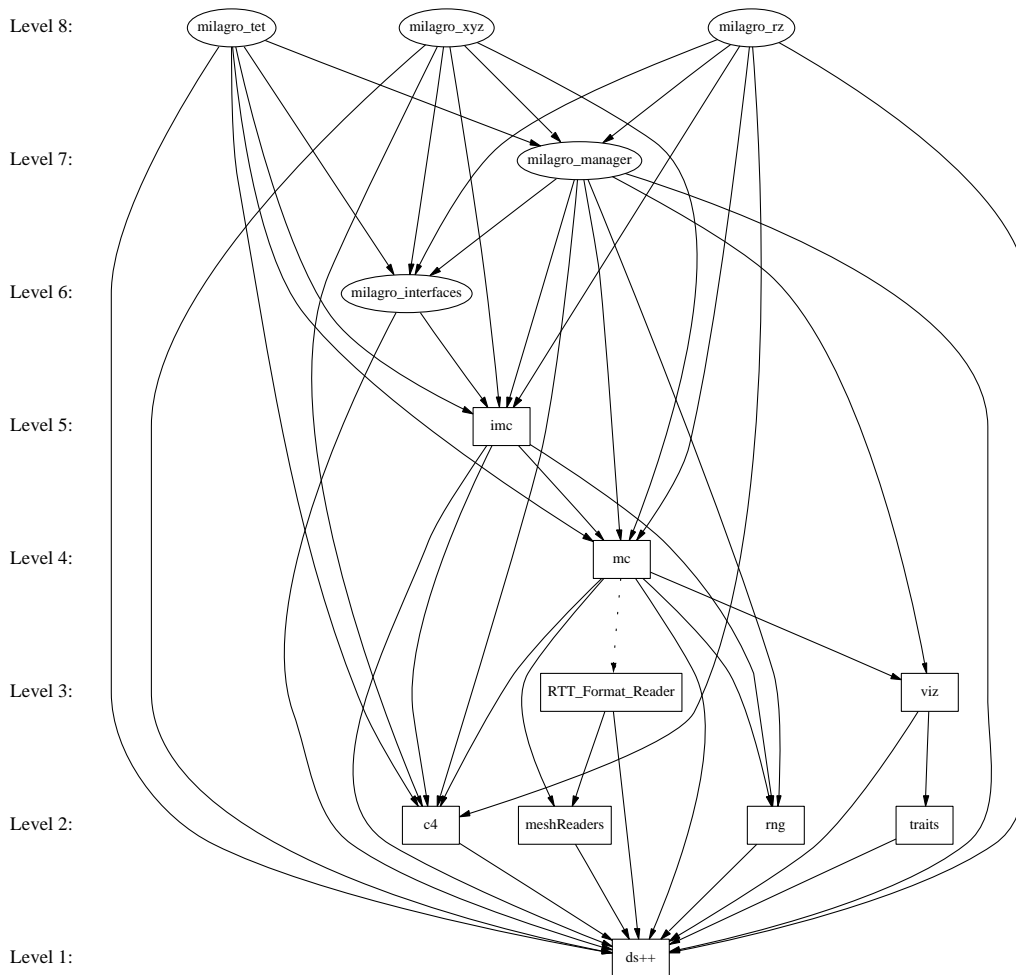 Level 8: milagro_tet milagro_xyz milagro_rz
Level 7: milagro_manager
Level 6: milagro_interfaces
Level 5: imc
Level 4: mc
Level 3: RTT_Format_Reader viz
Level 2: c4 meshReaders rng traits
Level 1: ds++